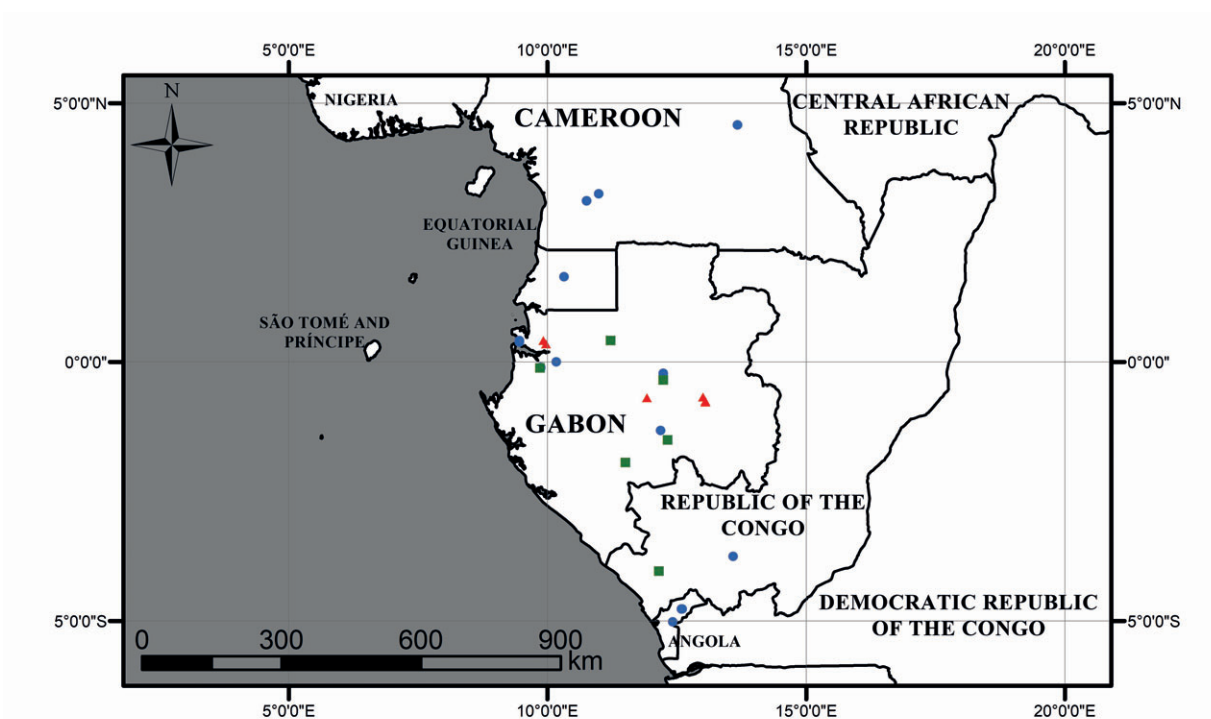 5°0'0"E 10°0'0"E 15°0'0"E 20°0'0"E
N
NIGERIA
CAMEROON
CENTRAL AFRICAN
REPUBLIC
5°0'0"N 5°0'0"N
EQUATORIAL
GUINEA
SÃO TOMÉ AND
PRÍNCIPE
0°0'0" 0°0'0"
GABON
REPUBLIC OF THE
CONGO
DEMOCRATIC REPUBLIC
OF THE CONGO
5°0'0"S 5°0'0"S
ANGOLA
0 300 600 900
km
5°0'0"E 10°0'0"E 15°0'0"E 20°0'0"E